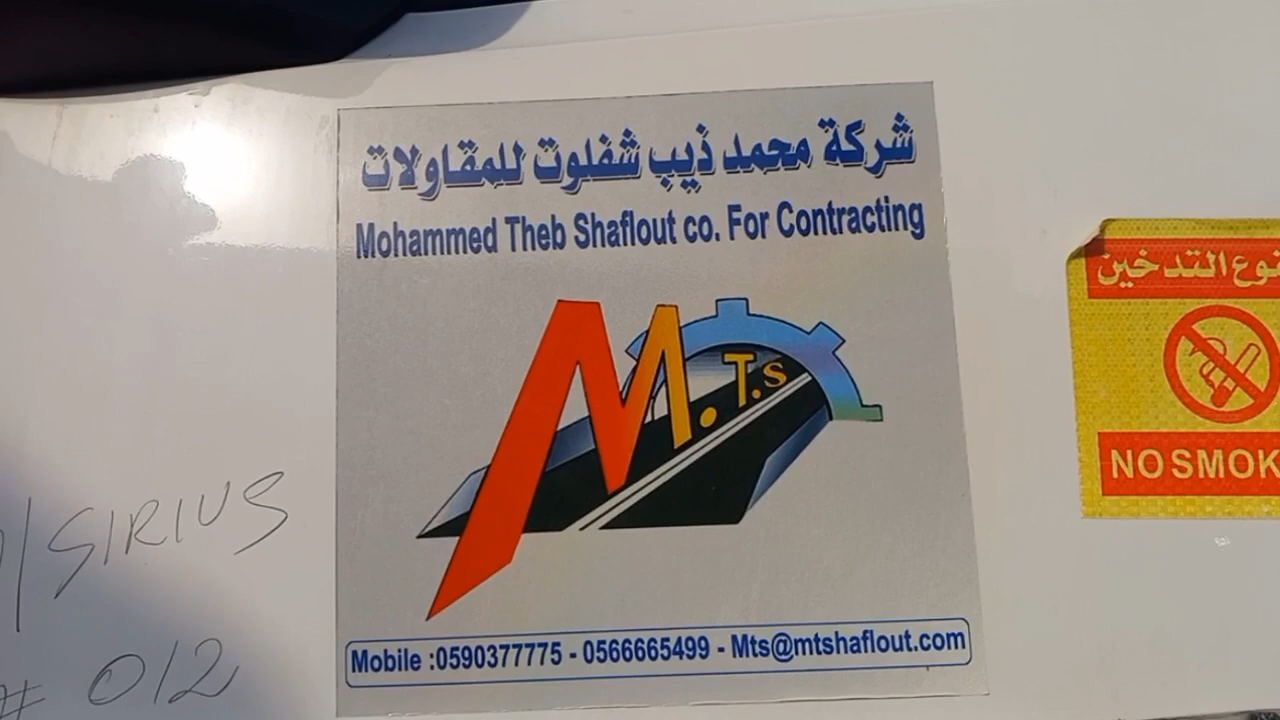 شركة محمد ذيب شفلوت للمقاولات
Mohammed Theb Shaflout co. For Contracting
M.T.s
Mobile :0590377775 - 0566665499 - Mts@mtshaflout.com
التدخين
NO
SIRIUS
# 012